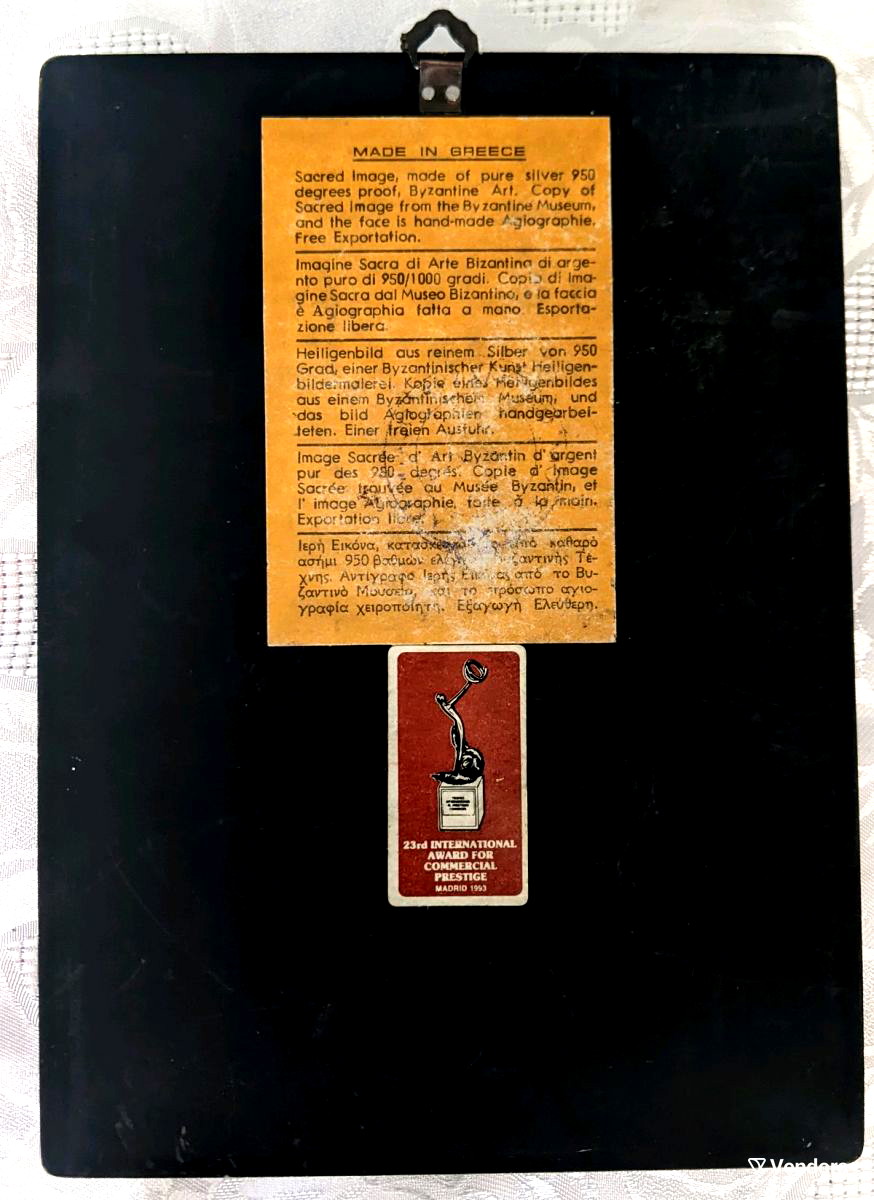 MADE IN GREECE
Sacred Image, made of pure silver 950
degrees proof, Byzantine Art. Copy of
Sacred Image from the Byzantine Museum,
and the face is hand-made Agiographie.
Free Exportation.
Imagine Sacra di Arte Bizantina di arge-
nto puro di 950/1000 gradi. Copia di Ima-
gine Sacra dal Museo Bizantino, e la faccia
è Agiographia fatta a mano. Esporta-
zione libera.
Heiligenbild aus reinem Silber von 950
Grad, einer Byzantinischer Kunst Heiligen-
bildermalerei. Kopie eines Heiligenbildes
aus einem Byzantinischem Museum, und
das bild Agiographien handgearbei-
teten. Einer freien Ausfuhr.
Image Sacrée d' Art Byzantin d' argent
pur des 950 degrés. Copie d' Image
Sacrée trouvée au Musée Byzantin, et
l' image Agiographie, faite à la main.
Exportation libre.
Ιερή Εικόνα, καθαρό
ασήμι 950 βαθμών Τέ-
χνης. Αντίγραφο Ιερής Εικόνας από το Βυ-
ζαντινό Μουσείο, και το πρόσωπο αγιο-
γραφία χειροποίητη. Εξαγωγή Ελεύθερη.
23rd INTERNATIONAL
AWARD FOR
COMMERCIAL
PRESTIGE
MADRID 1993
Vendora